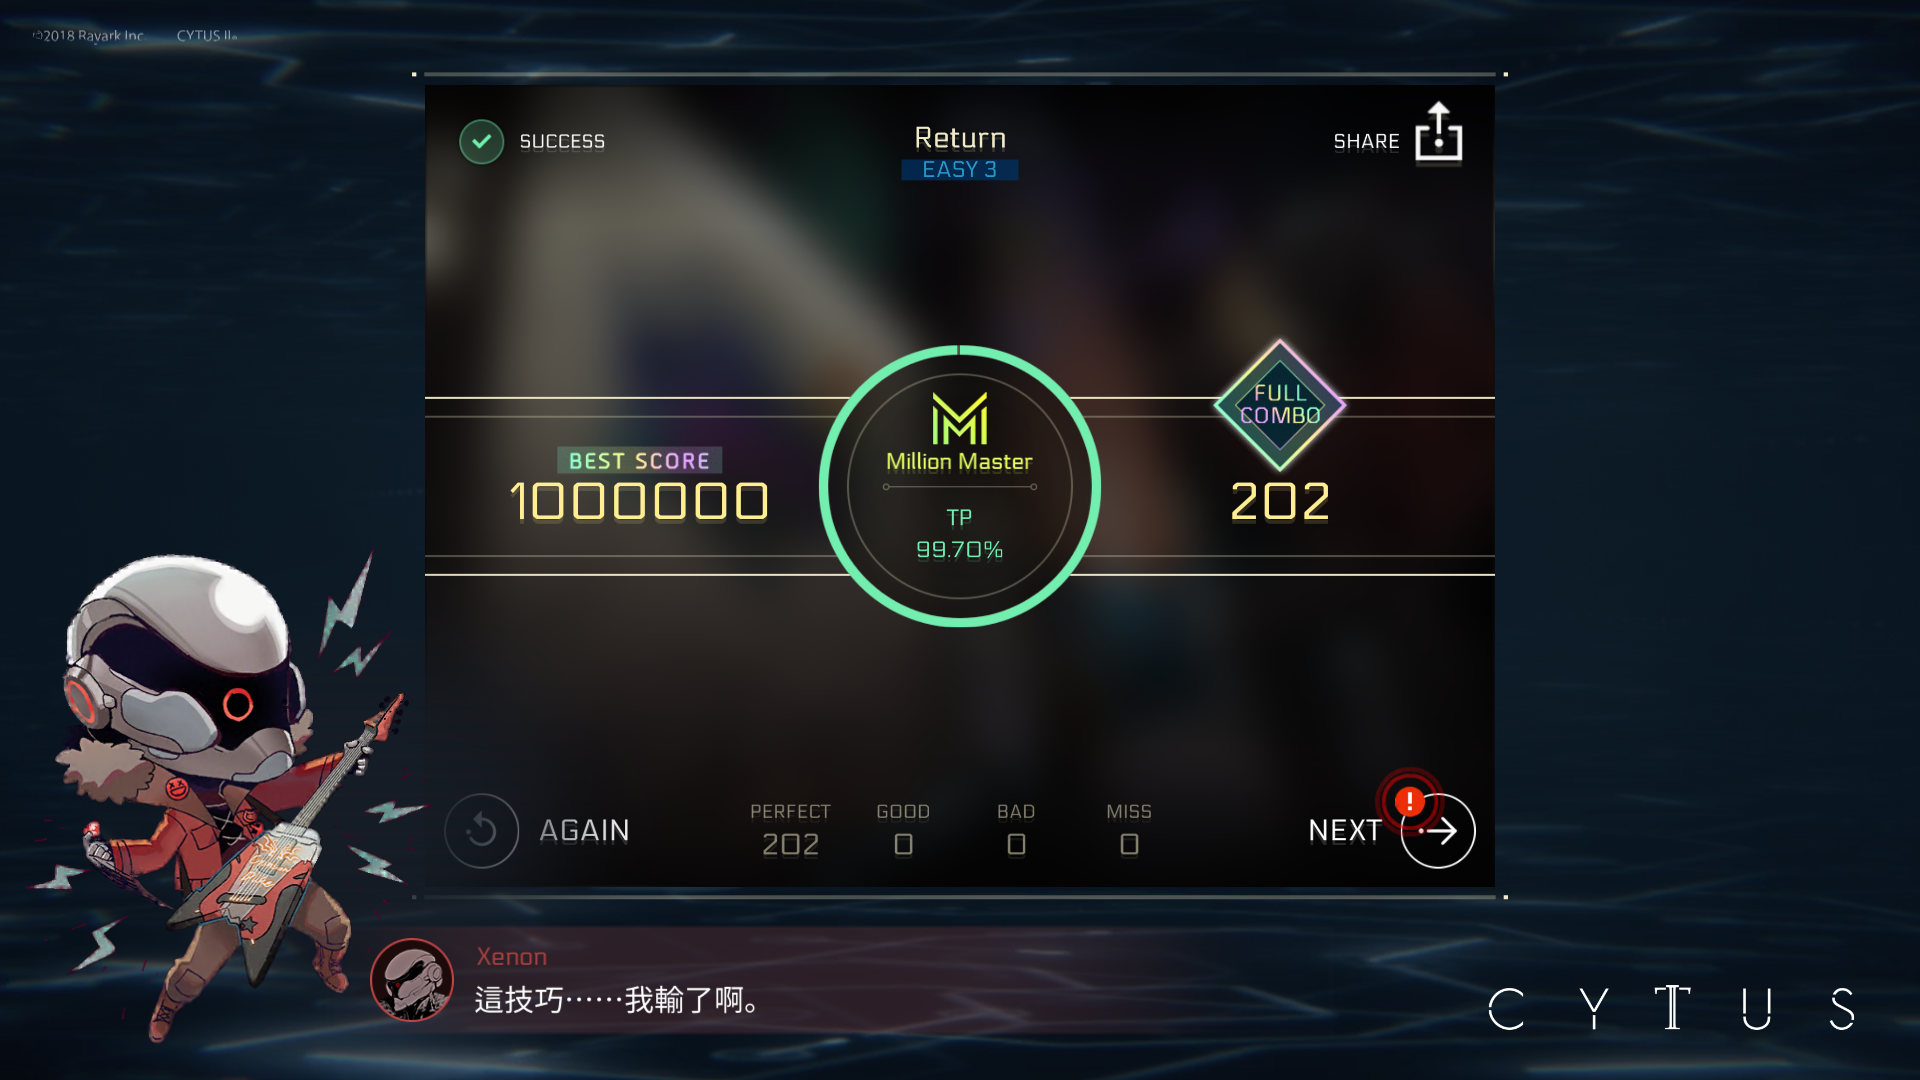 ©2018 Rayark Inc. CYTUS II
SUCCESS
Return
EASY 3
SHARE
FULL
COMBO
BEST SCORE
1000000
Million Master
TP
99.70%
202
AGAIN
PERFECT GOOD BAD MISS
202 0 0 0
NEXT
Xenon
這技巧⋯⋯我輸了啊。
CYTUS